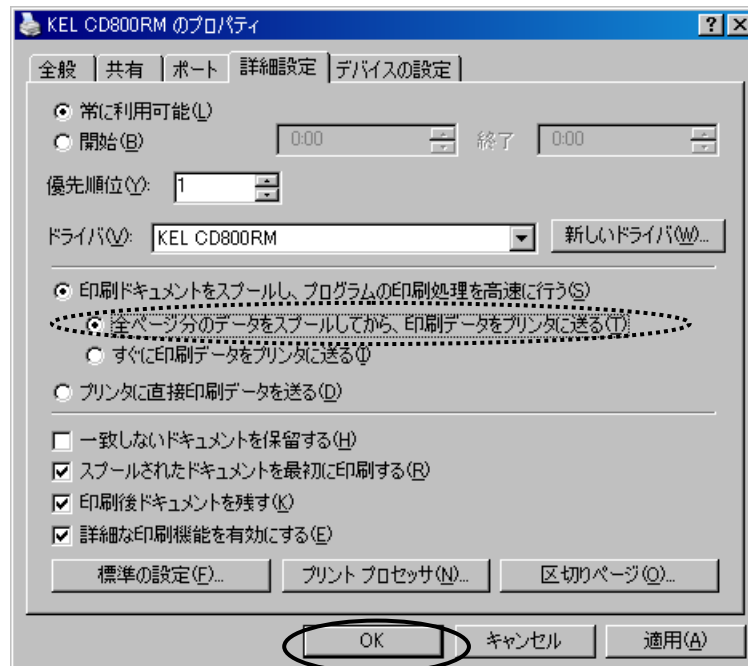 KEL CD800RM のプロパティ
全般 共有 ポート 詳細設定 デバイスの設定
常に利用可能(L)
開始(B) 0:00 終了 0:00
優先順位(Y): 1
ドライバ(V): KEL CD800RM 新しいドライバ(W)...
印刷ドキュメントをスプールし、プログラムの印刷処理を高速に行う(S)
全ページ分のデータをスプールしてから、印刷データをプリンタに送る(T)
すぐに印刷データをプリンタに送る(I)
プリンタに直接印刷データを送る(D)
一致しないドキュメントを保留する(H)
スプールされたドキュメントを最初に印刷する(R)
印刷後ドキュメントを残す(K)
詳細な印刷機能を有効にする(E)
標準の設定(F)... プリント プロセッサ(N)... 区切りページ(O)...
OK キャンセル 適用(A)